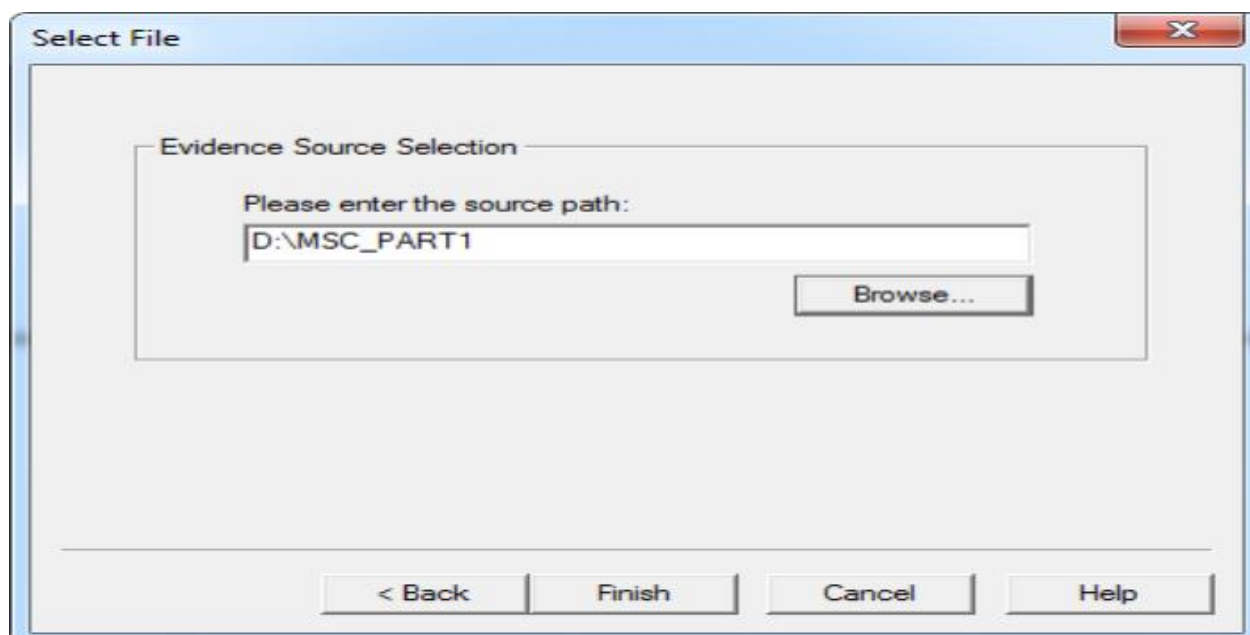 Select File
Evidence Source Selection
Please enter the source path:
D:\MSC_PART1
Browse...
< Back Finish Cancel Help